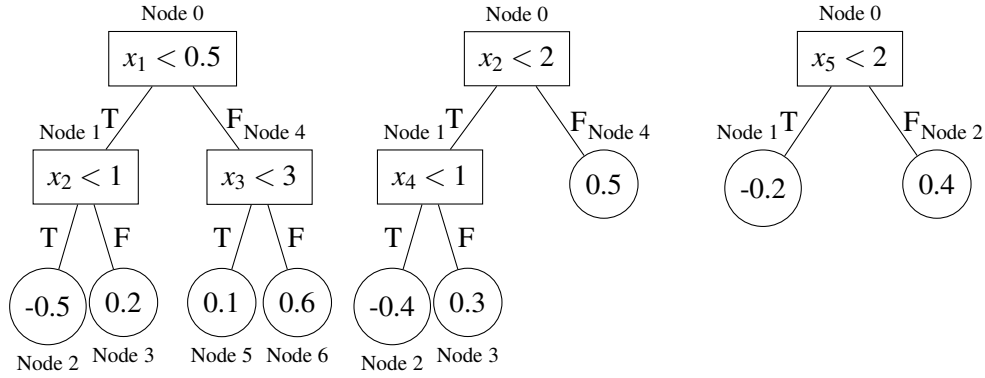 Node 0 Node 0 Node 0
x₁ < 0.5 x₂ < 2 x₅ < 2
T F T F T F
Node 1 Node 4 Node 1 Node 4 Node 1 Node 2
x₂ < 1 x₃ < 3 x₄ < 1 0.5 -0.2 0.4
T F T F T F
-0.5 0.2 0.1 0.6 -0.4 0.3
Node 2 Node 3 Node 5 Node 6 Node 2 Node 3